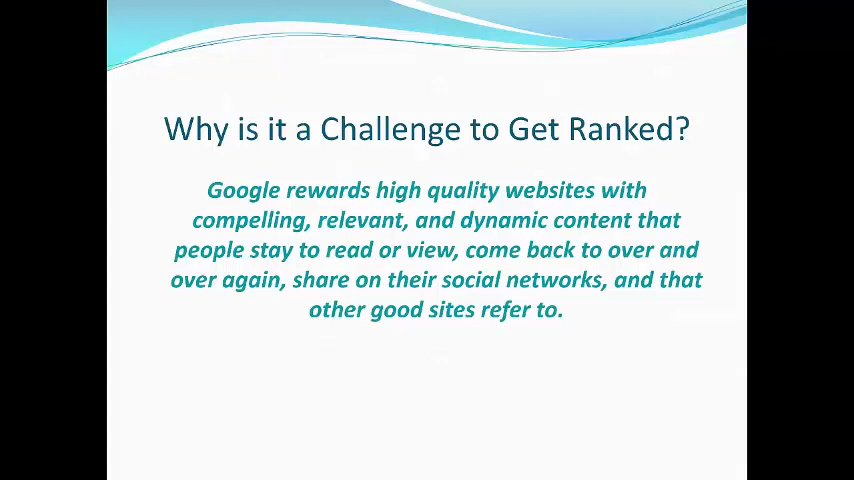 Why is it a Challenge to Get Ranked?
Google rewards high quality websites with
compelling, relevant, and dynamic content that
people stay to read or view, come back to over and
over again, share on their social networks, and that
other good sites refer to.